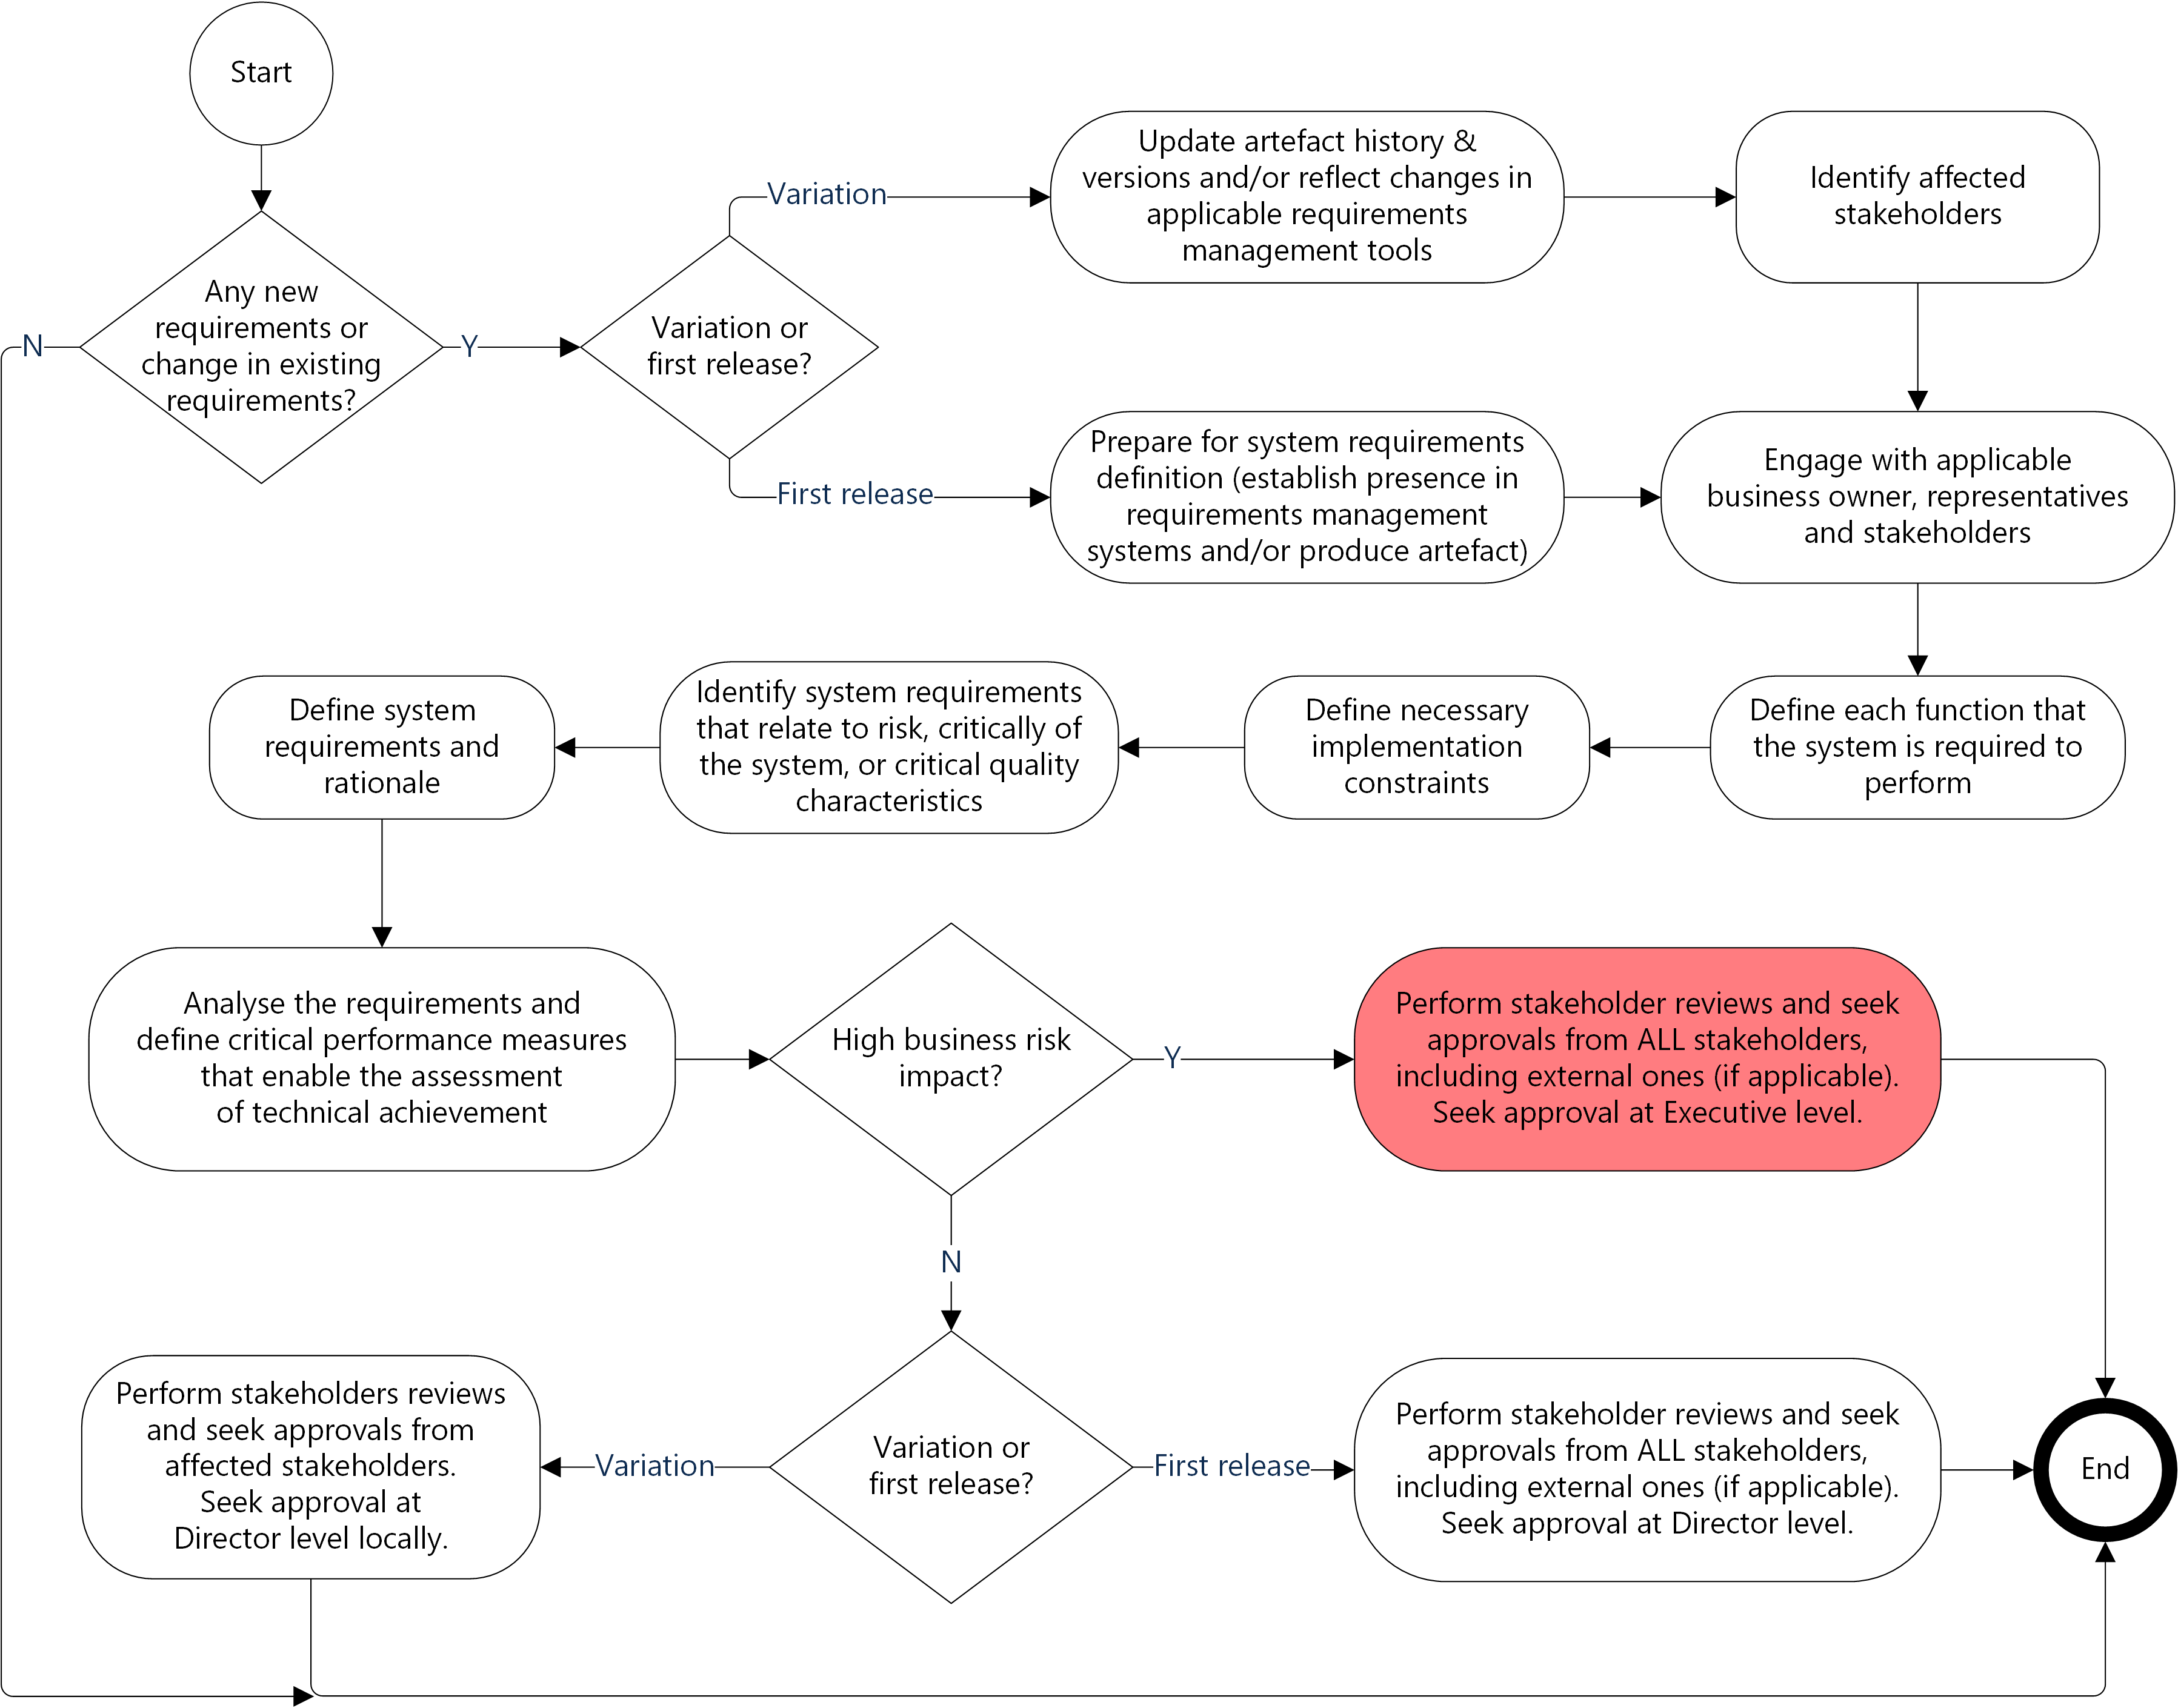 Start
Any new
requirements or
change in existing
requirements?
N
Y
Variation or
first release?
Variation
First release
Update artefact history &
versions and/or reflect changes in
applicable requirements
management tools
Identify affected
stakeholders
Prepare for system requirements
definition (establish presence in
requirements management
systems and/or produce artefact)
Engage with applicable
business owner, representatives
and stakeholders
Define each function that
the system is required to
perform
Define necessary
implementation
constraints
Identify system requirements
that relate to risk, critically of
the system, or critical quality
characteristics
Define system
requirements and
rationale
Analyse the requirements and
define critical performance measures
that enable the assessment
of technical achievement
High business risk
impact?
Y
Perform stakeholder reviews and seek
approvals from ALL stakeholders,
including external ones (if applicable).
Seek approval at Executive level.
N
Variation or
first release?
Variation
Perform stakeholders reviews
and seek approvals from
affected stakeholders.
Seek approval at
Director level locally.
First release
Perform stakeholder reviews and seek
approvals from ALL stakeholders,
including external ones (if applicable).
Seek approval at Director level.
End